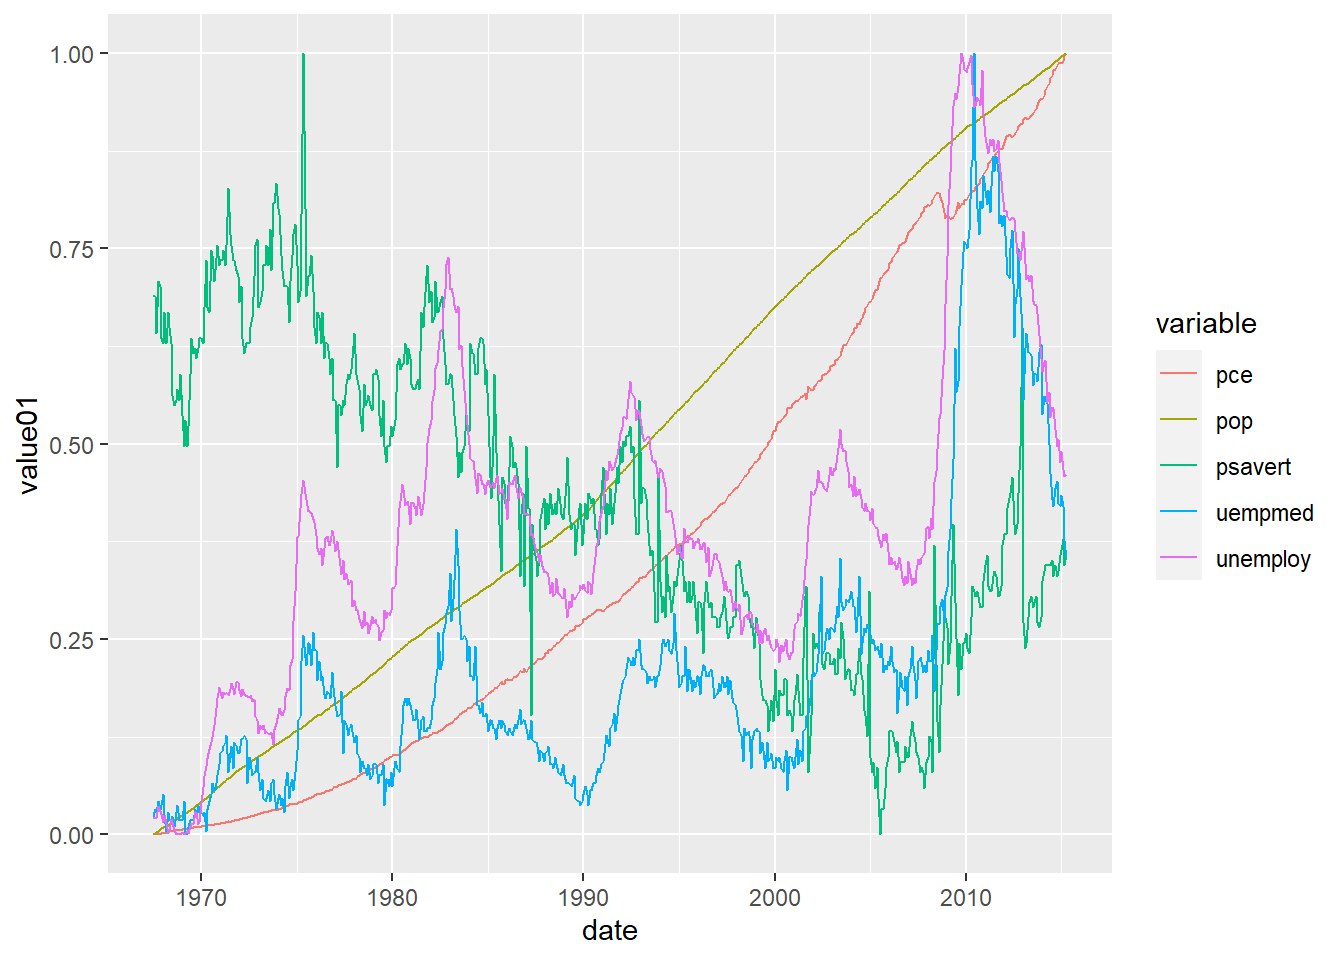 1.00
0.75
0.50
0.25
0.00
value01
1970 1980 1990 2000 2010
date
variable
pce
pop
psavert
uempmed
unemploy